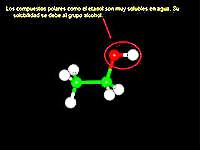 Los compuestos polares como el etanol son muy solubles en agua. Su
solubilidad se debe al grupo alcohol.